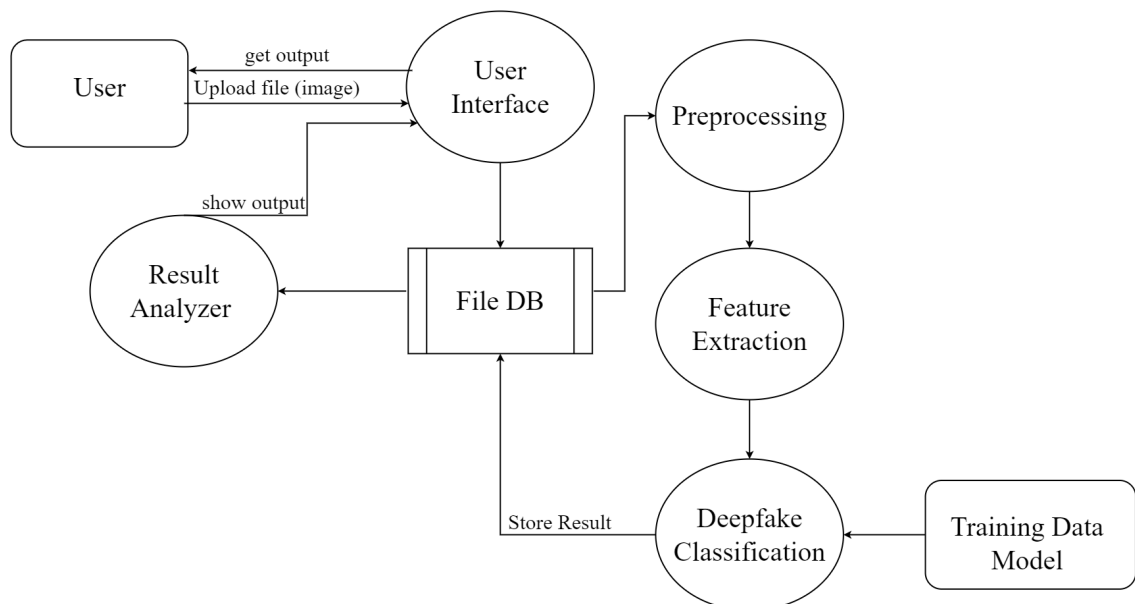 get output
User
Upload file (image)
User
Interface
Preprocessing
show output
Result
Analyzer
File DB
Feature
Extraction
Store Result
Deepfake
Classification
Training Data
Model